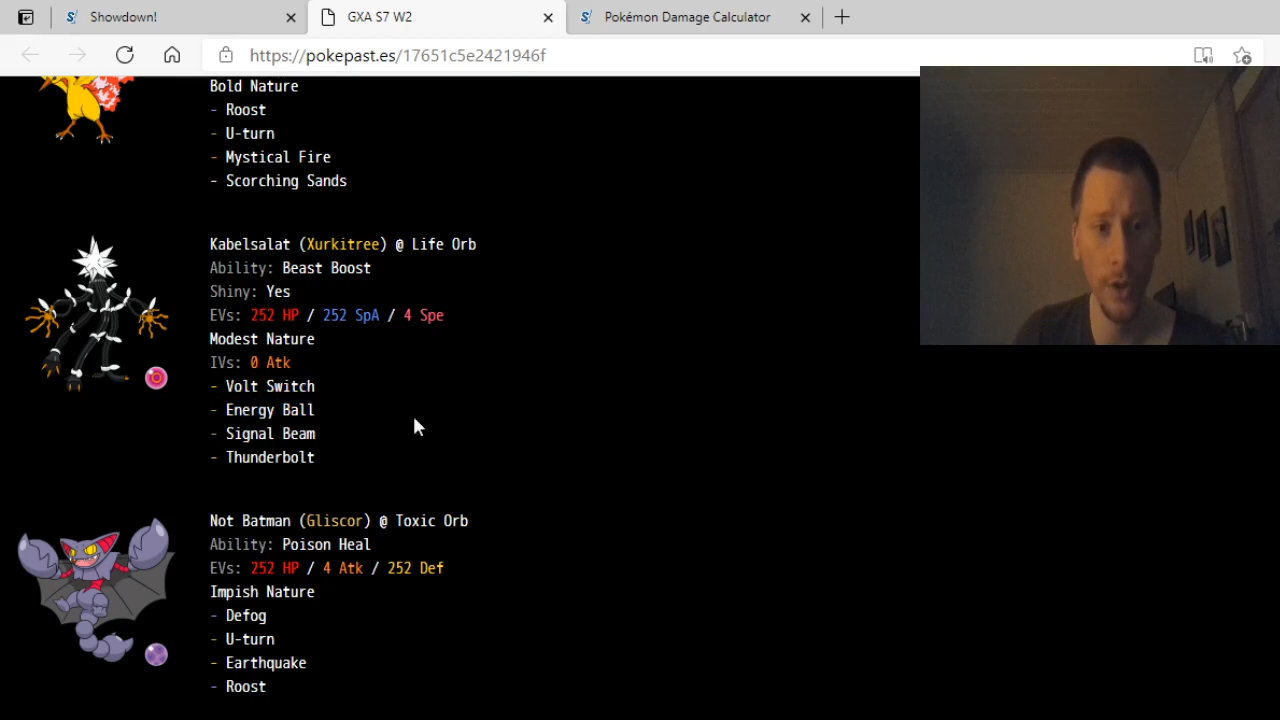 Showdown!
GXA S7 W2
Pokémon Damage Calculator
https://pokepast.es/17651c5e2421946f
Bold Nature
- Roost
- U-turn
- Mystical Fire
- Scorching Sands
Kabelsalat (Xurkitree) @ Life Orb
Ability: Beast Boost
Shiny: Yes
EVs: 252 HP / 252 SpA / 4 Spe
Modest Nature
IVs: 0 Atk
- Volt Switch
- Energy Ball
- Signal Beam
- Thunderbolt
Not Batman (Gliscor) @ Toxic Orb
Ability: Poison Heal
EVs: 252 HP / 4 Atk / 252 Def
Impish Nature
- Defog
- U-turn
- Earthquake
- Roost